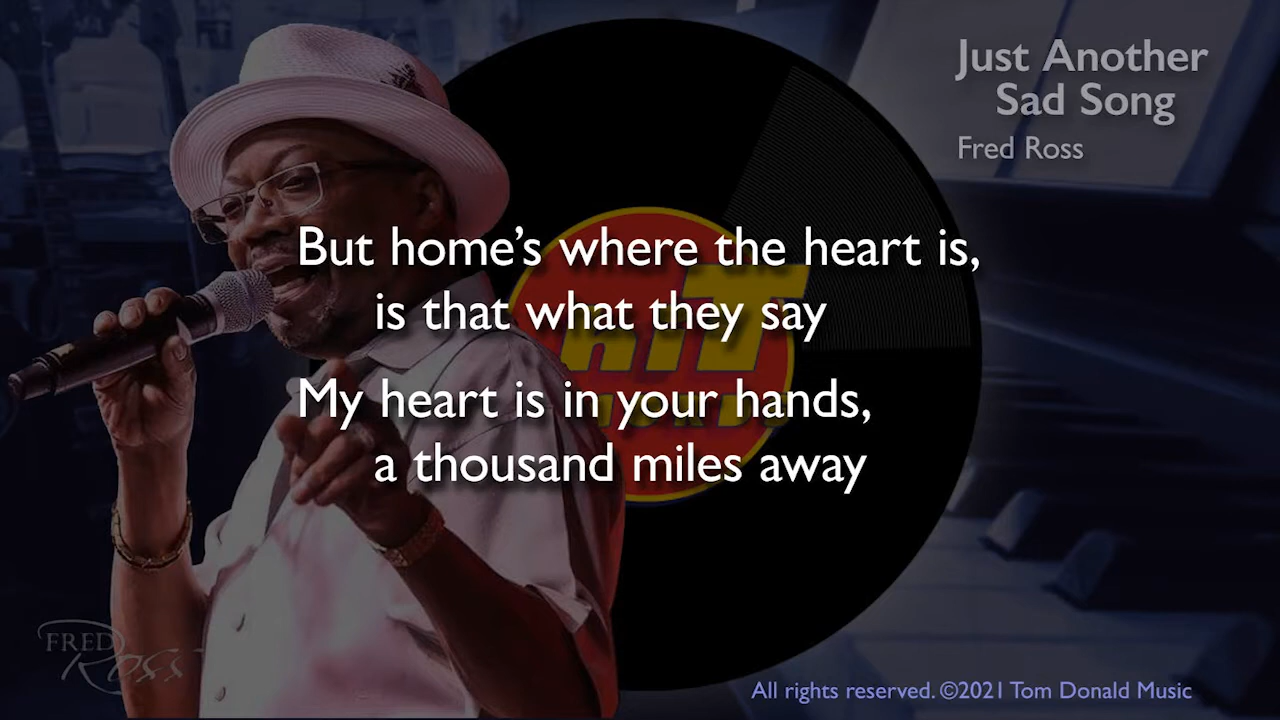 Just Another
Sad Song
Fred Ross
But home's where the heart is,
is that what they say
My heart is in your hands,
a thousand miles away
FRED
Ross
All rights reserved. ©2021 Tom Donald Music